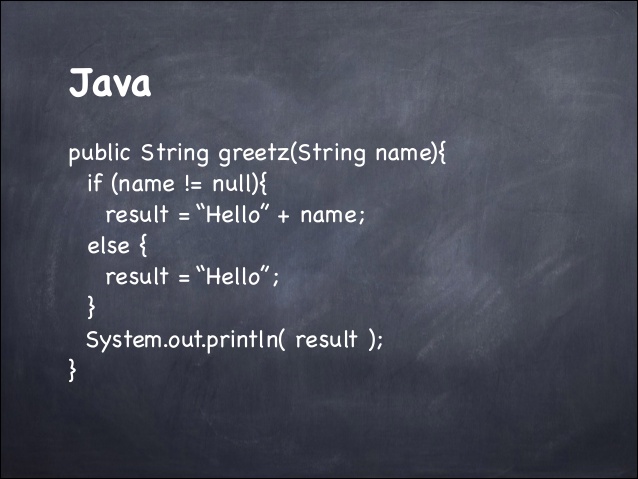 Java
public String greetz(String name){
if (name != null){
result = “Hello” + name;
else {
result = “Hello”;
}
System.out.println( result );
}